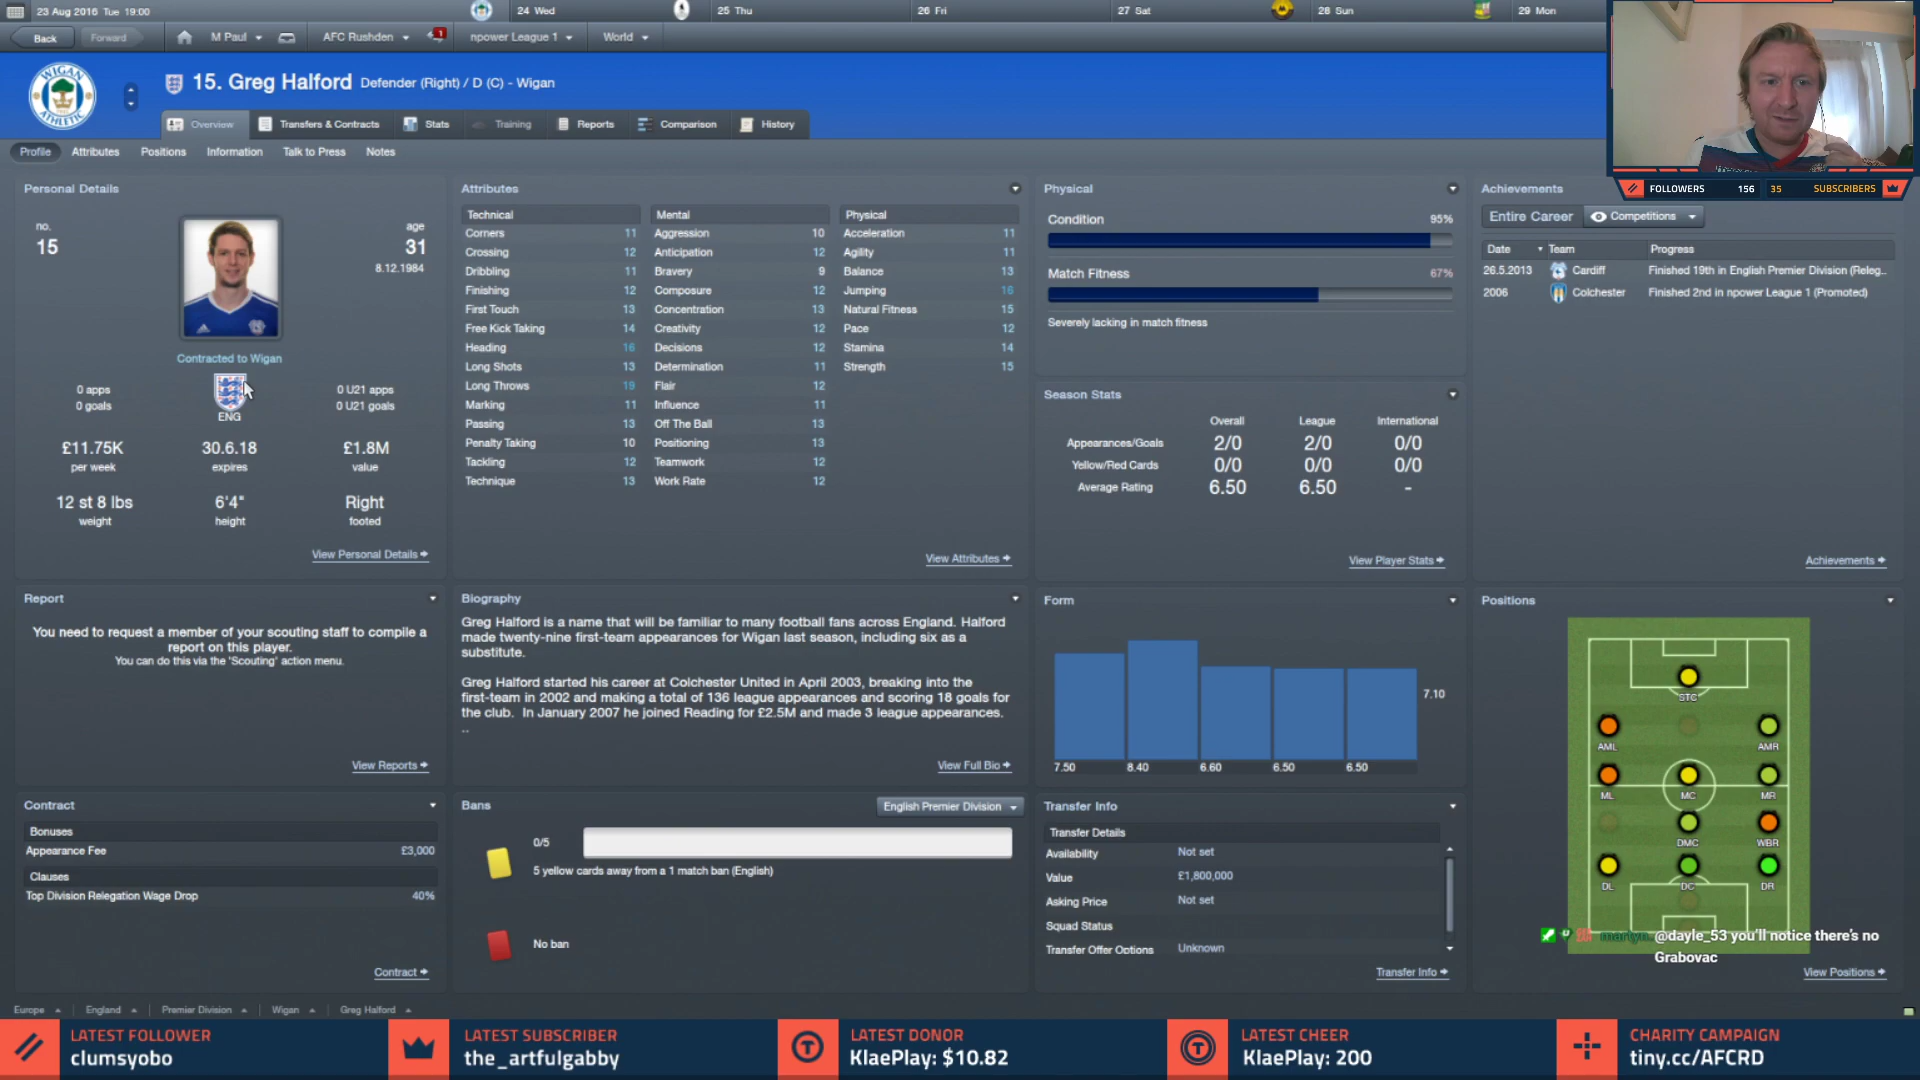 23 Aug 2016 Tue 19:00
24 Wed
25 Thu
26 Fri
27 Sat
28 Sun
29 Mon
Back
Forward
M Paul
AFC Rushden
1
npower League 1
World
WIGAN
ATHLETIC
15. Greg Halford Defender (Right) / D (C) - Wigan
Overview
Transfers & Contracts
Stats
Training
Reports
Comparison
History
Profile
Attributes
Positions
Information
Talk to Press
Notes
FOLLOWERS 156
35 SUBSCRIBERS
Personal Details
no.
15
age
31
8.12.1984
Contracted to Wigan
0 apps
0 goals
ENG
0 U21 apps
0 U21 goals
£11.75K
per week
30.6.18
expires
£1.8M
value
12 st 8 lbs
weight
6'4"
height
Right
footed
View Personal Details
Attributes
Technical
Corners 11
Crossing 12
Dribbling 11
Finishing 12
First Touch 13
Free Kick Taking 14
Heading 16
Long Shots 13
Long Throws 19
Marking 11
Passing 13
Penalty Taking 10
Tackling 12
Technique 13
Mental
Aggression 10
Anticipation 12
Bravery 9
Composure 12
Concentration 13
Creativity 12
Decisions 12
Determination 11
Flair 12
Influence 11
Off The Ball 13
Positioning 13
Teamwork 12
Work Rate 12
Physical
Acceleration 11
Agility 11
Balance 13
Jumping 16
Natural Fitness 15
Pace 12
Stamina 14
Strength 15
View Attributes
Physical
Condition 95%
Match Fitness 67%
Severely lacking in match fitness
Season Stats
Overall League International
Appearances/Goals 2/0 2/0 0/0
Yellow/Red Cards 0/0 0/0 0/0
Average Rating 6.50 6.50 -
View Player Stats
Achievements
Entire Career Competitions
Date Team Progress
26.5.2013 Cardiff Finished 19th in English Premier Division (Releg..
2006 Colchester Finished 2nd in npower League 1 (Promoted)
Achievements
Report
You need to request a member of your scouting staff to compile a
report on this player.
You can do this via the 'Scouting' action menu.
View Reports
Biography
Greg Halford is a name that will be familiar to many football fans across England. Halford
made twenty-nine first-team appearances for Wigan last season, including six as a
substitute.
Greg Halford started his career at Colchester United in April 2003, breaking into the
first-team in 2002 and making a total of 136 league appearances and scoring 18 goals for
the club. In January 2007 he joined Reading for £2.5M and made 3 league appearances.
..
View Full Bio
Form
7.10
7.50 8.40 6.60 6.50 6.50
Positions
STC
AML
AMR
ML
MC
MR
DMC
WBR
DL
DC
DR
martyn. @dayle_53 you'll notice there's no
Grabovac
View Positions
Contract
Bonuses
Appearance Fee £3,000
Clauses
Top Division Relegation Wage Drop 40%
Contract
Bans
English Premier Division
0/5
5 yellow cards away from a 1 match ban (English)
No ban
Transfer Info
Transfer Details
Availability Not set
Value £1,800,000
Asking Price Not set
Squad Status
Transfer Offer Options Unknown
Transfer Info
Europe
England
Premier Division
Wigan
Greg Halford
LATEST FOLLOWER
clumsyobo
LATEST SUBSCRIBER
the_artfulgabby
LATEST DONOR
KlaePlay: $10.82
LATEST CHEER
KlaePlay: 200
CHARITY CAMPAIGN
tiny.cc/AFCRD